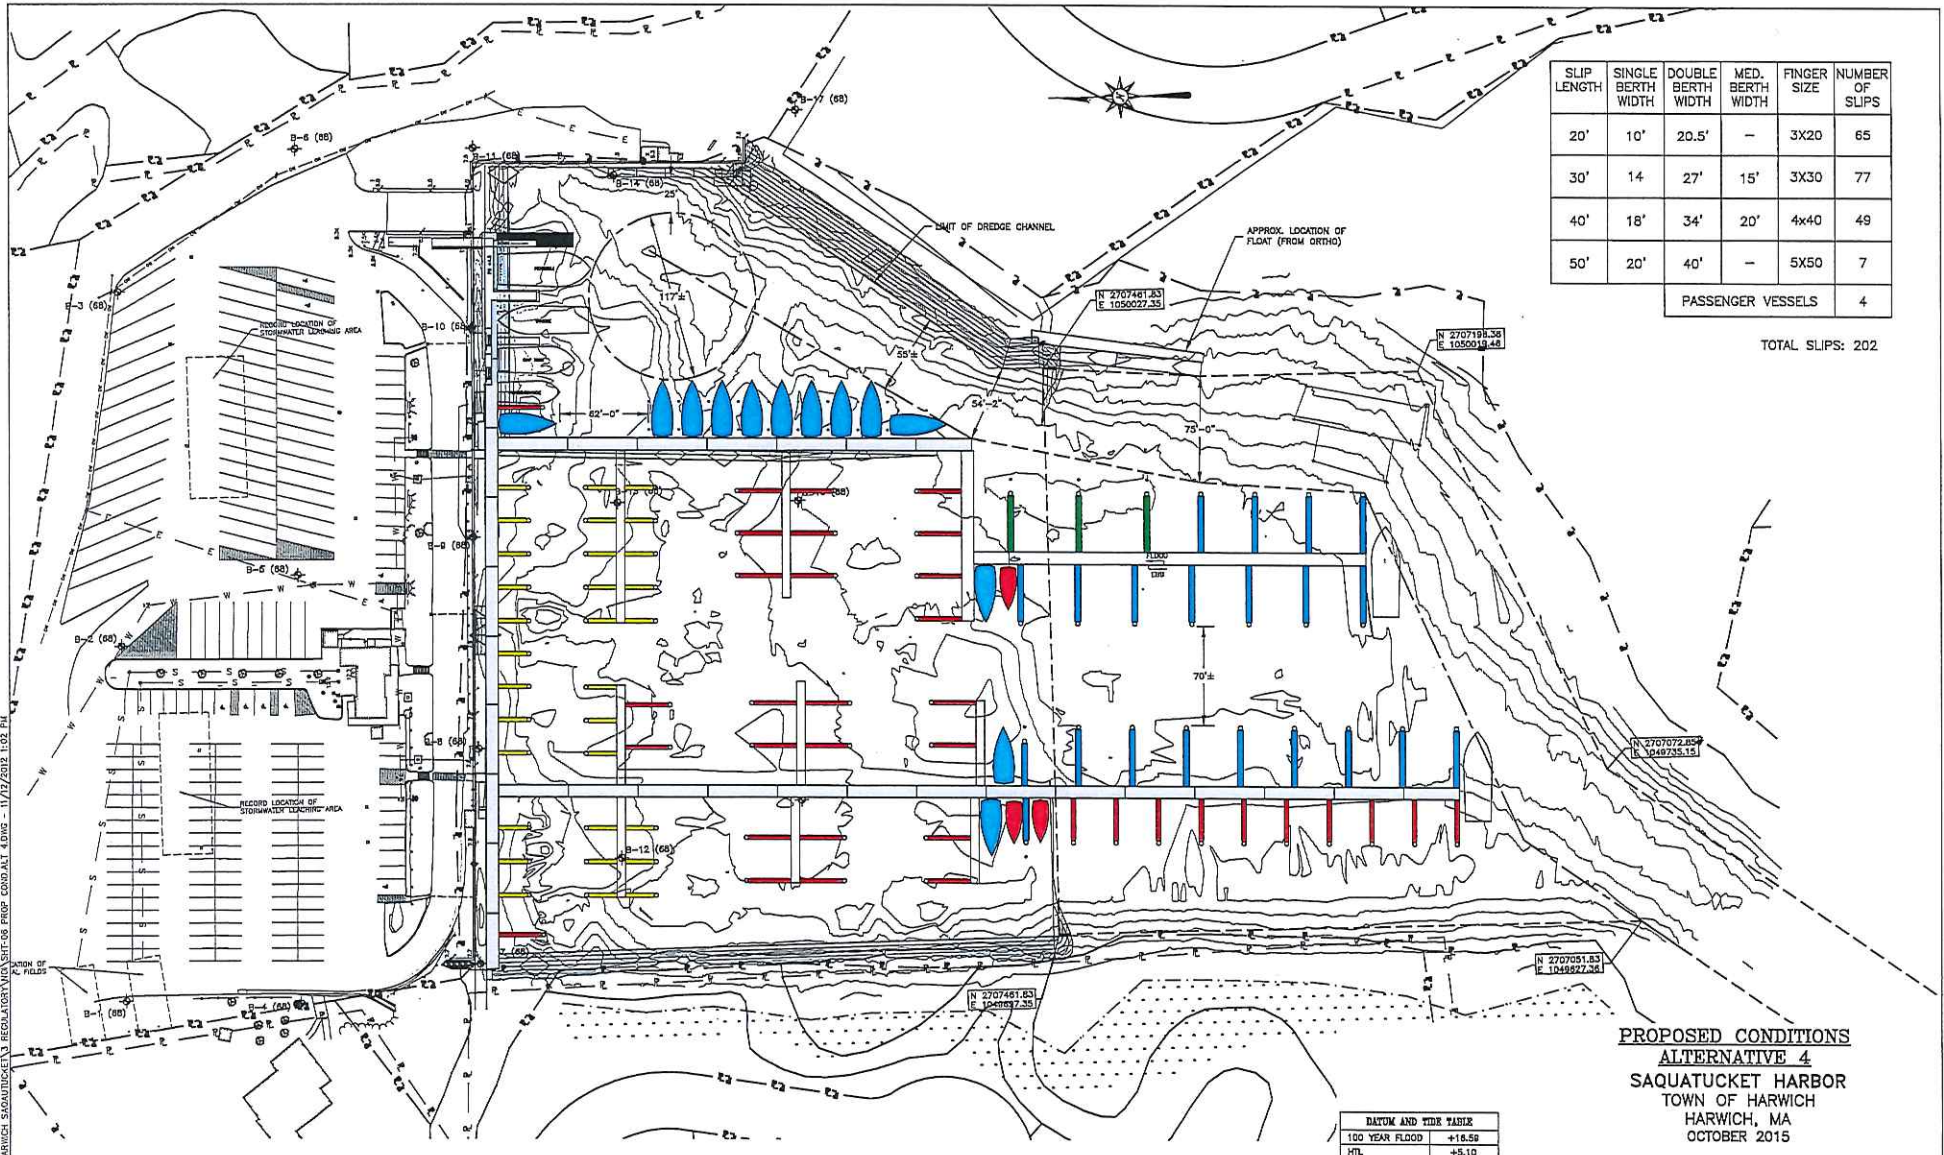 SLIP LENGTH SINGLE BERTH WIDTH DOUBLE BERTH WIDTH MED. BERTH WIDTH FINGER SIZE NUMBER OF SLIPS
20' 10' 20.5' – 3X20 65
30' 14 27' 15' 3X30 77
40' 18' 34' 20' 4x40 49
50' 20' 40' – 5X50 7
PASSENGER VESSELS 4
TOTAL SLIPS: 202
B-17 (68)
B-6 (68)
B-11 (68)
B-14 (68)
25'
LIMIT OF DREDGE CHANNEL
APPROX. LOCATION OF
FLOAT (FROM ORTHO)
N 2707461.83
E 1050027.35
N 2707198.38
E 1050019.48
B-3 (68)
117'±
RECORD LOCATION OF
STORMWATER LEACHING AREA
B-10 (68)
55'±
62'-0"
54'-2"
75'-0"
B-9 (68)
B-5 (68)
FLOOD
EBB
B-2 (68)
70'±
B-8 (68)
N 2707072.85
E 1049735.15
RECORD LOCATION OF
STORMWATER LEACHING AREA
B-12 (68)
N 2707051.83
E 1049627.36
B-4 (68)
B-1 (68)
N 2707461.83
PROPOSED CONDITIONS
ALTERNATIVE 4
SAQUATUCKET HARBOR
TOWN OF HARWICH
HARWICH, MA
OCTOBER 2015
DATUM AND TIDE TABLE
100 YEAR FLOOD +16.59
HTL +5.10